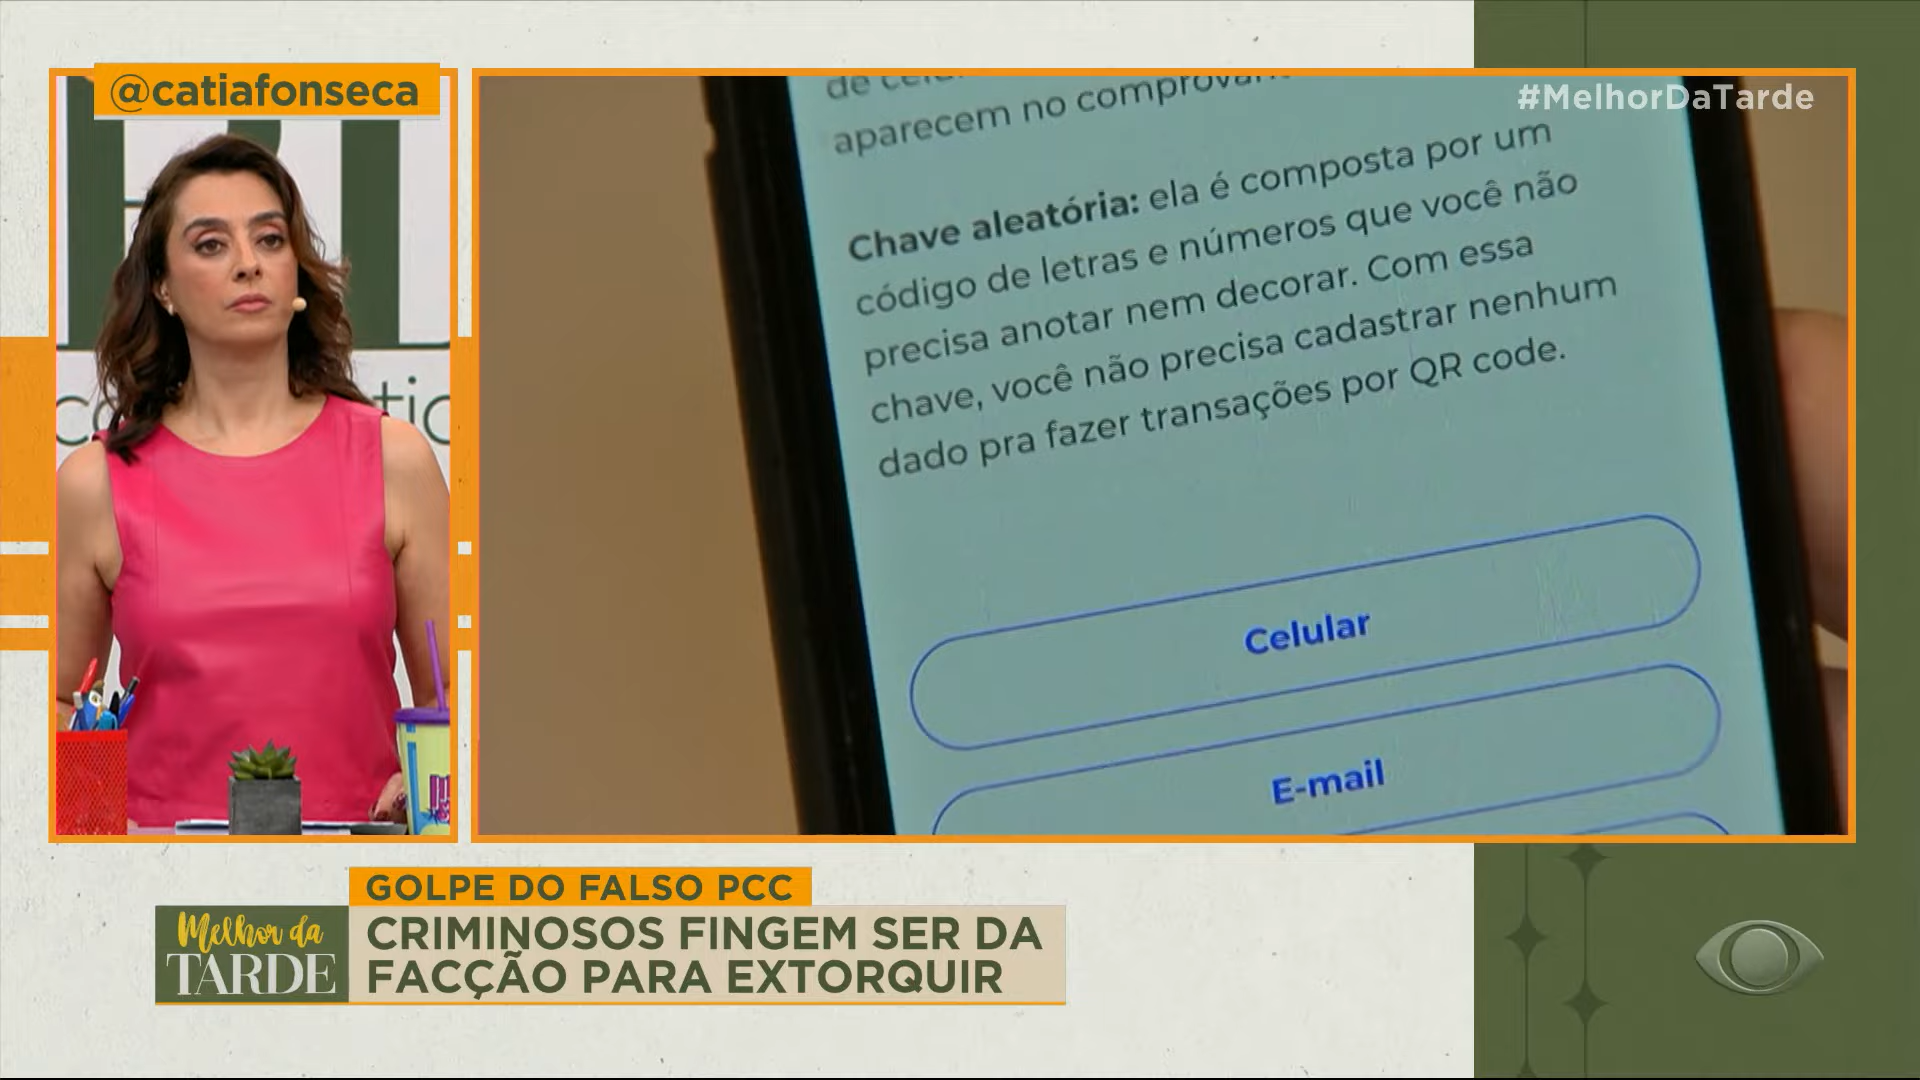 @catiafonseca
#MelhorDaTarde
aparecem no
Chave aleatória: ela é composta por um
código de letras e números que você não
precisa anotar nem decorar. Com essa
chave, você não precisa cadastrar nenhum
dado pra fazer transações por QR code.
Celular
E-mail
GOLPE DO FALSO PCC
Melhor da
TARDE
CRIMINOSOS FINGEM SER DA
FACÇÃO PARA EXTORQUIR